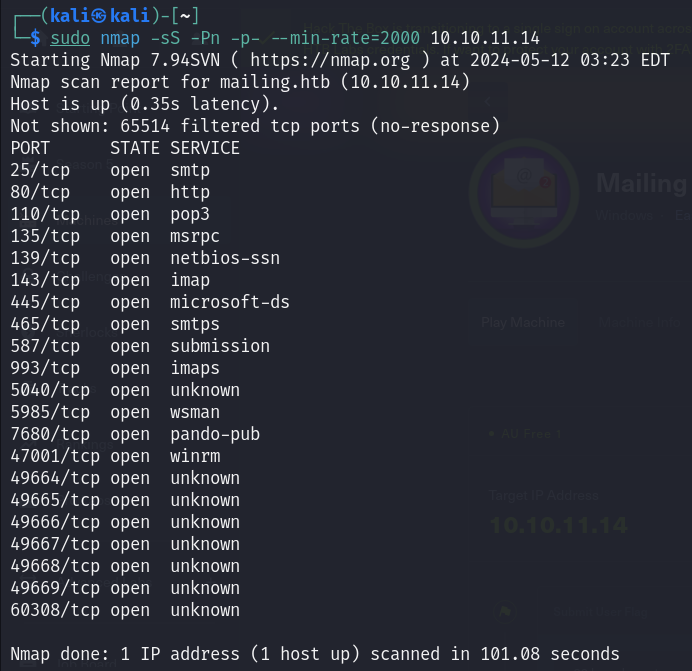 ┌──(kali㉿kali)-[~]
└─$ sudo nmap -sS -Pn -p- --min-rate=2000 10.10.11.14
Starting Nmap 7.94SVN ( https://nmap.org ) at 2024-05-12 03:23 EDT
Nmap scan report for mailing.htb (10.10.11.14)
Host is up (0.35s latency).
Not shown: 65514 filtered tcp ports (no-response)
PORT      STATE SERVICE
25/tcp    open  smtp
80/tcp    open  http
110/tcp   open  pop3
135/tcp   open  msrpc
139/tcp   open  netbios-ssn
143/tcp   open  imap
445/tcp   open  microsoft-ds
465/tcp   open  smtps
587/tcp   open  submission
993/tcp   open  imaps
5040/tcp  open  unknown
5985/tcp  open  wsman
7680/tcp  open  pando-pub
47001/tcp open  winrm
49664/tcp open  unknown
49665/tcp open  unknown
49666/tcp open  unknown
49667/tcp open  unknown
49668/tcp open  unknown
49669/tcp open  unknown
60308/tcp open  unknown
Nmap done: 1 IP address (1 host up) scanned in 101.08 seconds
Mailing
Play Machine
Target IP Address
10.10.11.14